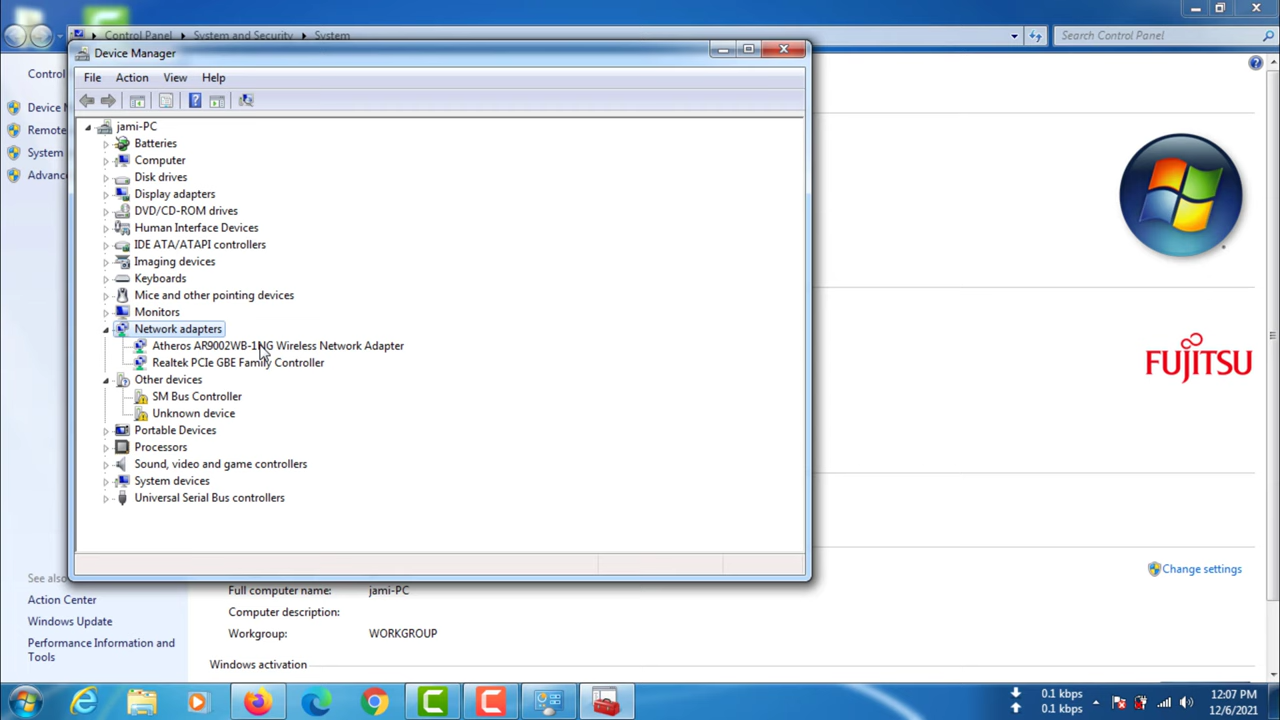 Control Panel
System and Security
System
Search Control Panel
Device Manager
File
Action
View
Help
Control
Device M
Remote
System
Advanc
jami-PC
Batteries
Computer
Disk drives
Display adapters
DVD/CD-ROM drives
Human Interface Devices
IDE ATA/ATAPI controllers
Imaging devices
Keyboards
Mice and other pointing devices
Monitors
Network adapters
Atheros AR9002WB-1NG Wireless Network Adapter
Realtek PCIe GBE Family Controller
Other devices
SM Bus Controller
Unknown device
Portable Devices
Processors
Sound, video and game controllers
System devices
Universal Serial Bus controllers
FUJITSU
Change settings
See also
Action Center
Windows Update
Performance Information and
Tools
Full computer name: jami-PC
Computer description:
Workgroup: WORKGROUP
Windows activation
0.1 kbps
0.1 kbps
12:07 PM
12/6/2021